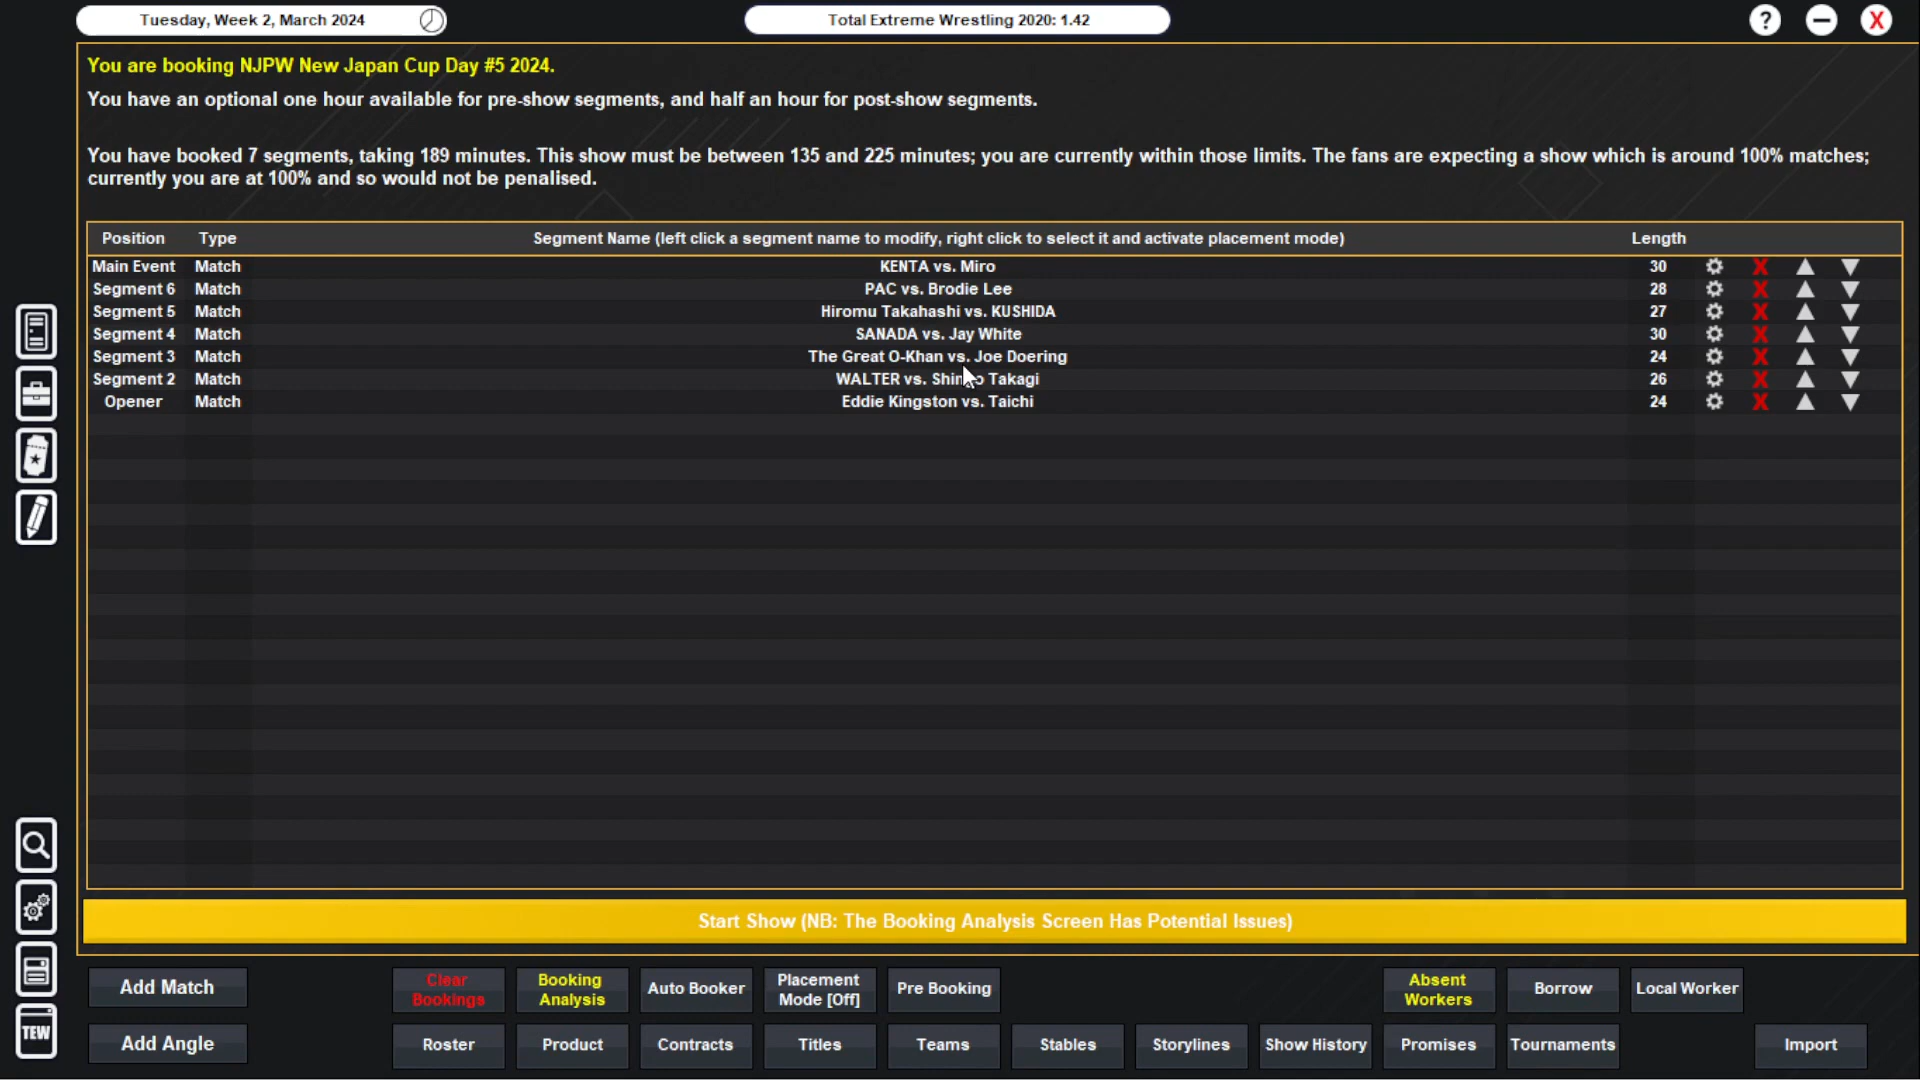 Tuesday, Week 2, March 2024
Total Extreme Wrestling 2020: 1.42
? – X
You are booking NJPW New Japan Cup Day #5 2024.
You have an optional one hour available for pre-show segments, and half an hour for post-show segments.
You have booked 7 segments, taking 189 minutes. This show must be between 135 and 225 minutes; you are currently within those limits. The fans are expecting a show which is around 100% matches;
currently you are at 100% and so would not be penalised.
Position Type Segment Name (left click a segment name to modify, right click to select it and activate placement mode) Length
Main Event Match KENTA vs. Miro 30 X
Segment 6 Match PAC vs. Brodie Lee 28 X
Segment 5 Match Hiromu Takahashi vs. KUSHIDA 27 X
Segment 4 Match SANADA vs. Jay White 30 X
Segment 3 Match The Great O-Khan vs. Joe Doering 24 X
Segment 2 Match WALTER vs. Takagi 26 X
Opener Match Eddie Kingston vs. Taichi 24 X
Start Show (NB: The Booking Analysis Screen Has Potential Issues)
Add Match
Clear Bookings
Booking Analysis
Auto Booker
Placement Mode [Off]
Pre Booking
Absent Workers
Borrow
Local Worker
TEW
Add Angle
Roster
Product
Contracts
Titles
Teams
Stables
Storylines
Show History
Promises
Tournaments
Import